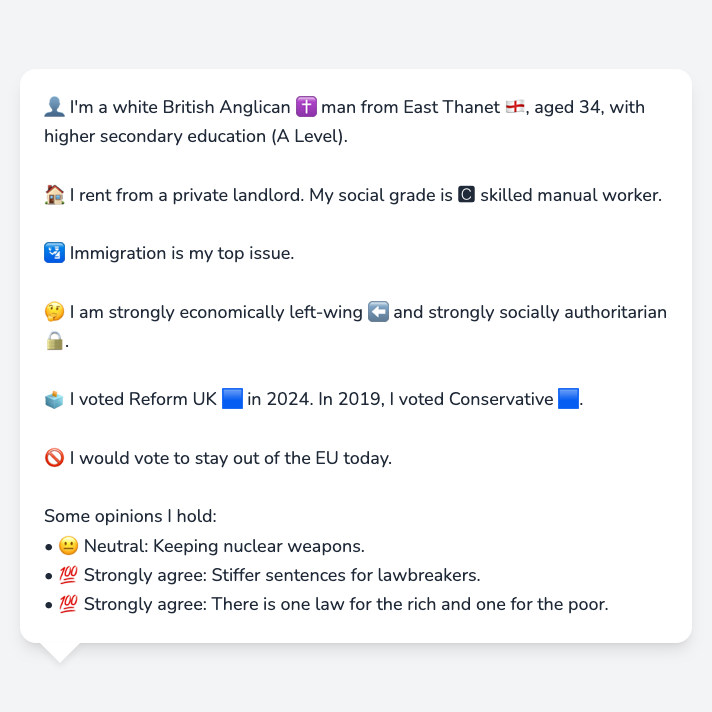 👤 I'm a white British Anglican ✝️ man from East Thanet 🏴󠁧󠁢󠁥󠁮󠁧󠁿, aged 34, with
higher secondary education (A Level).
🏠 I rent from a private landlord. My social grade is 🅲 skilled manual worker.
🛂 Immigration is my top issue.
🤔 I am strongly economically left-wing ⬅️ and strongly socially authoritarian
🔒.
🗳️ I voted Reform UK 🟦 in 2024. In 2019, I voted Conservative 🟦.
🚫 I would vote to stay out of the EU today.
Some opinions I hold:
• 😐 Neutral: Keeping nuclear weapons.
• 💯 Strongly agree: Stiffer sentences for lawbreakers.
• 💯 Strongly agree: There is one law for the rich and one for the poor.